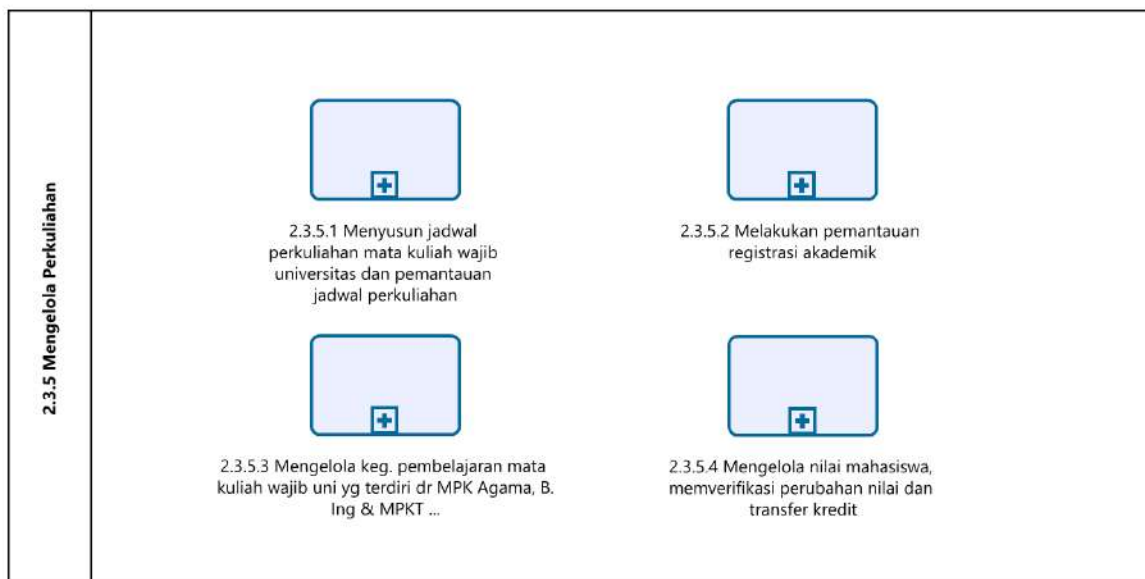 2.3.5 Mengelola Perkuliahan
2.3.5.1 Menyusun jadwal
perkuliahan mata kuliah wajib
universitas dan pemantauan
jadwal perkuliahan
2.3.5.2 Melakukan pemantauan
registrasi akademik
2.3.5.3 Mengelola keg. pembelajaran mata
kuliah wajib uni yg terdiri dr MPK Agama, B.
Ing & MPKT ...
2.3.5.4 Mengelola nilai mahasiswa,
memverifikasi perubahan nilai dan
transfer kredit